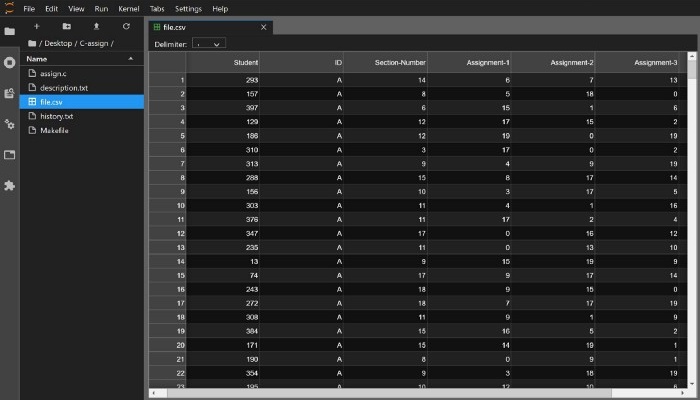 File Edit View Run Kernel Tabs Settings Help
/ Desktop / C-assign /
Name
assign.c
description.txt
file.csv
history.txt
Makefile
file.csv
Delimiter: ,
Student ID Section-Number Assignment-1 Assignment-2 Assignment-3
1 293 A 14 6 7 13
2 157 A 8 5 18 0
3 397 A 6 15 1 6
4 129 A 12 17 15 2
5 186 A 12 19 0 19
6 310 A 3 17 0 2
7 313 A 9 4 9 19
8 288 A 15 8 17 14
9 156 A 10 3 17 5
10 303 A 11 4 1 16
11 376 A 11 17 2 4
12 347 A 17 0 16 12
13 235 A 11 0 13 10
14 13 A 9 15 19 9
15 74 A 17 9 17 14
16 243 A 18 9 15 0
17 272 A 18 7 17 19
18 308 A 11 9 1 9
19 384 A 15 16 5 2
20 171 A 15 14 19 1
21 190 A 8 0 9 1
22 354 A 9 3 18 19
23 195 A 10 12 10 6